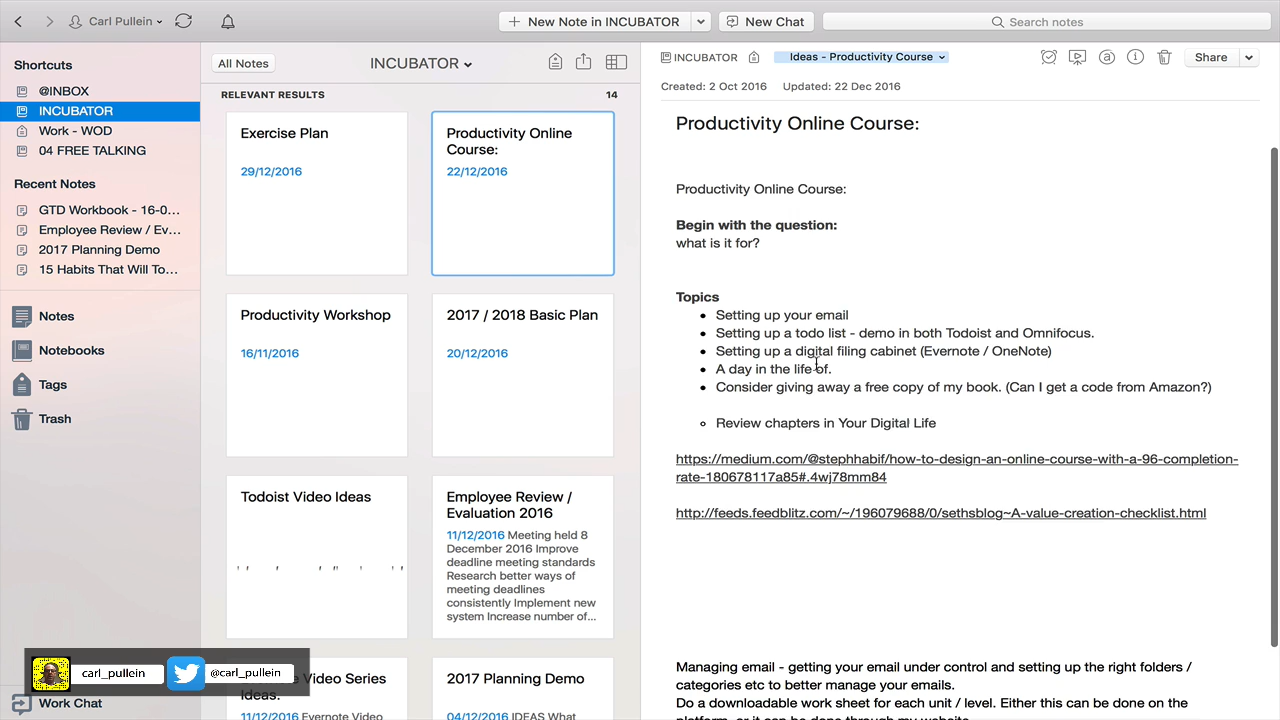 Carl Pullein
New Note in INCUBATOR
New Chat
Search notes
Shortcuts
@INBOX
INCUBATOR
Work - WOD
04 FREE TALKING
Recent Notes
GTD Workbook - 16-0...
Employee Review / Ev...
2017 Planning Demo
15 Habits That Will To...
Notes
Notebooks
Tags
Trash
Work Chat
All Notes
INCUBATOR
RELEVANT RESULTS 14
Exercise Plan
29/12/2016
Productivity Online
Course:
22/12/2016
Productivity Workshop
16/11/2016
2017 / 2018 Basic Plan
20/12/2016
Todoist Video Ideas
Employee Review /
Evaluation 2016
11/12/2016 Meeting held 8
December 2016 Improve
deadline meeting standards
Research better ways of
meeting deadlines
consistently Implement new
system Increase number of...
Video Series
Ideas.
11/12/2016 Evernote Video
2017 Planning Demo
04/12/2016 IDEAS What
INCUBATOR
Ideas - Productivity Course
Share
Created: 2 Oct 2016 Updated: 22 Dec 2016
Productivity Online Course:
Productivity Online Course:
Begin with the question:
what is it for?
Topics
• Setting up your email
• Setting up a todo list - demo in both Todoist and Omnifocus.
• Setting up a digital filing cabinet (Evernote / OneNote)
• A day in the life of.
• Consider giving away a free copy of my book. (Can I get a code from Amazon?)
◦ Review chapters in Your Digital Life
https://medium.com/@stephhabif/how-to-design-an-online-course-with-a-96-completion-
rate-180678117a85#.4wj78mm84
http://feeds.feedblitz.com/~/196079688/0/sethsblog~A-value-creation-checklist.html
Managing email - getting your email under control and setting up the right folders /
categories etc to better manage your emails.
Do a downloadable work sheet for each unit / level. Either this can be done on the
platform, or it can be done through my website
carl_pullein
@carl_pullein